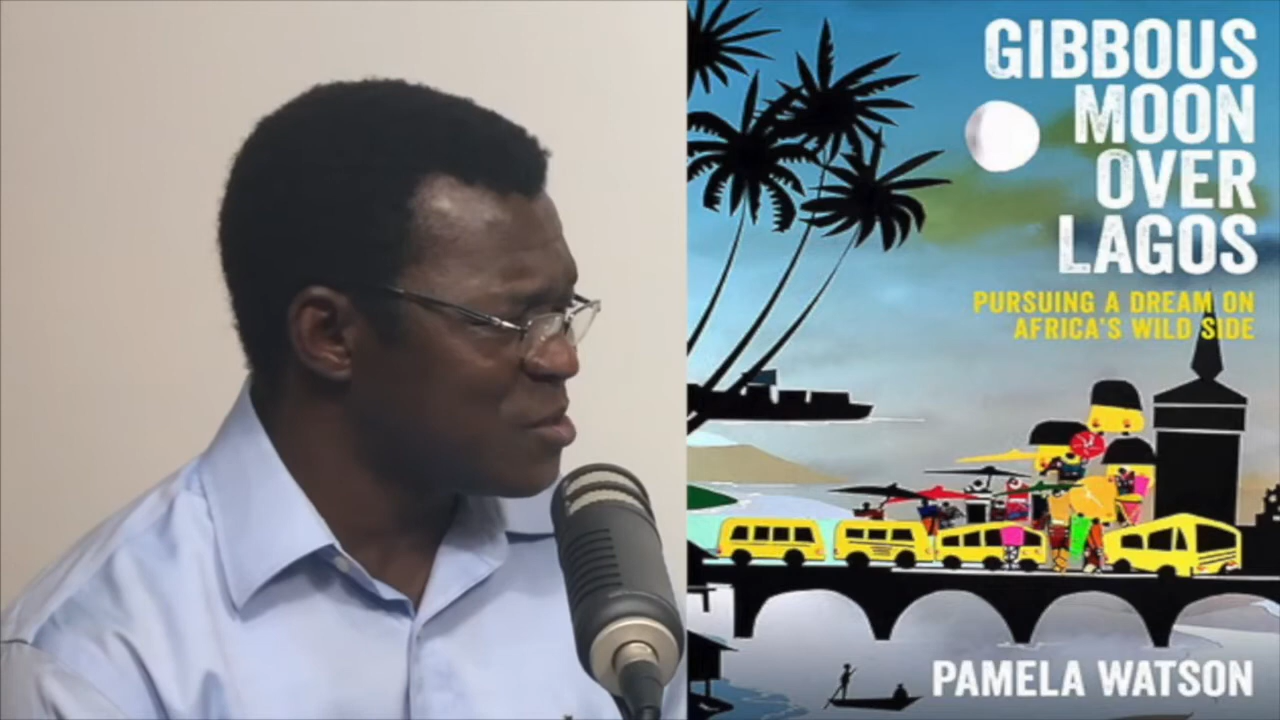 GIBBOUS
MOON
OVER
LAGOS
PURSUING A DREAM ON
AFRICA'S WILD SIDE
PAMELA WATSON